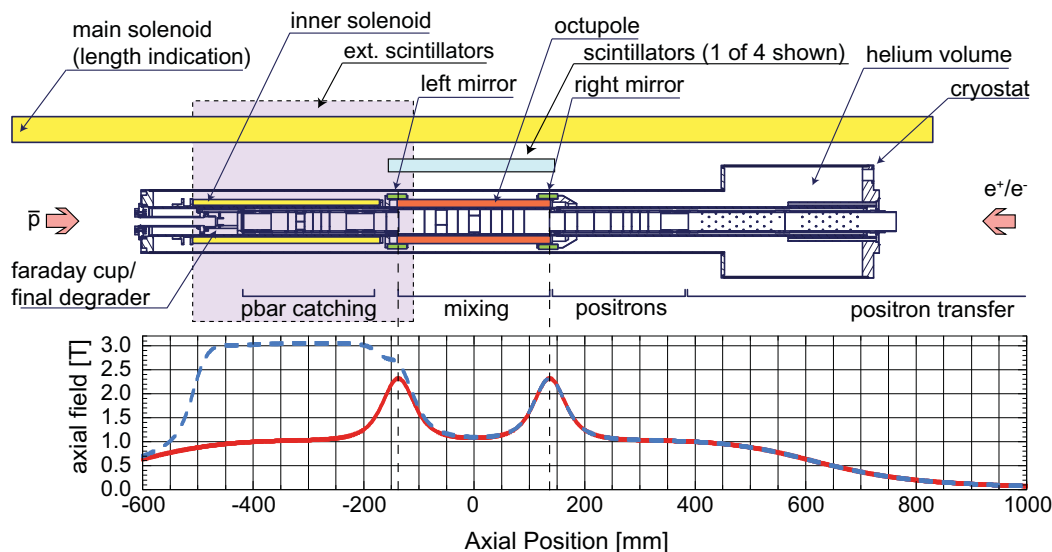 inner solenoid
octupole
main solenoid
(length indication)
ext. scintillators
scintillators (1 of 4 shown)
helium volume
left mirror
right mirror
cryostat
p̅
e⁺/e⁻
faraday cup/
final degrader
pbar catching
mixing
positrons
positron transfer
axial field [T]
3.0
2.5
2.0
1.5
1.0
0.5
0.0
-600
-400
-200
0
200
400
600
800
1000
Axial Position [mm]